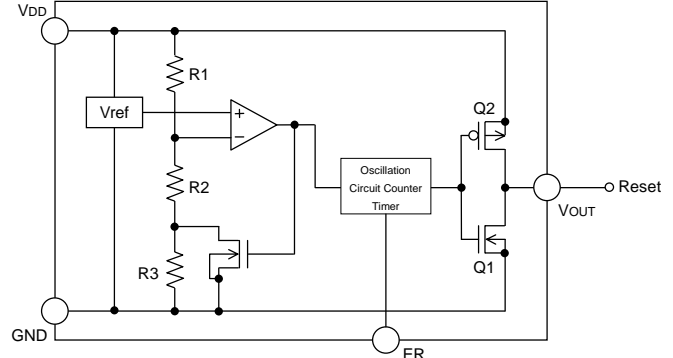 VDD
R1
Q2
Vref
+
−
Oscillation
Circuit Counter
Timer
R2
Reset
VOUT
R3
Q1
GND
ER